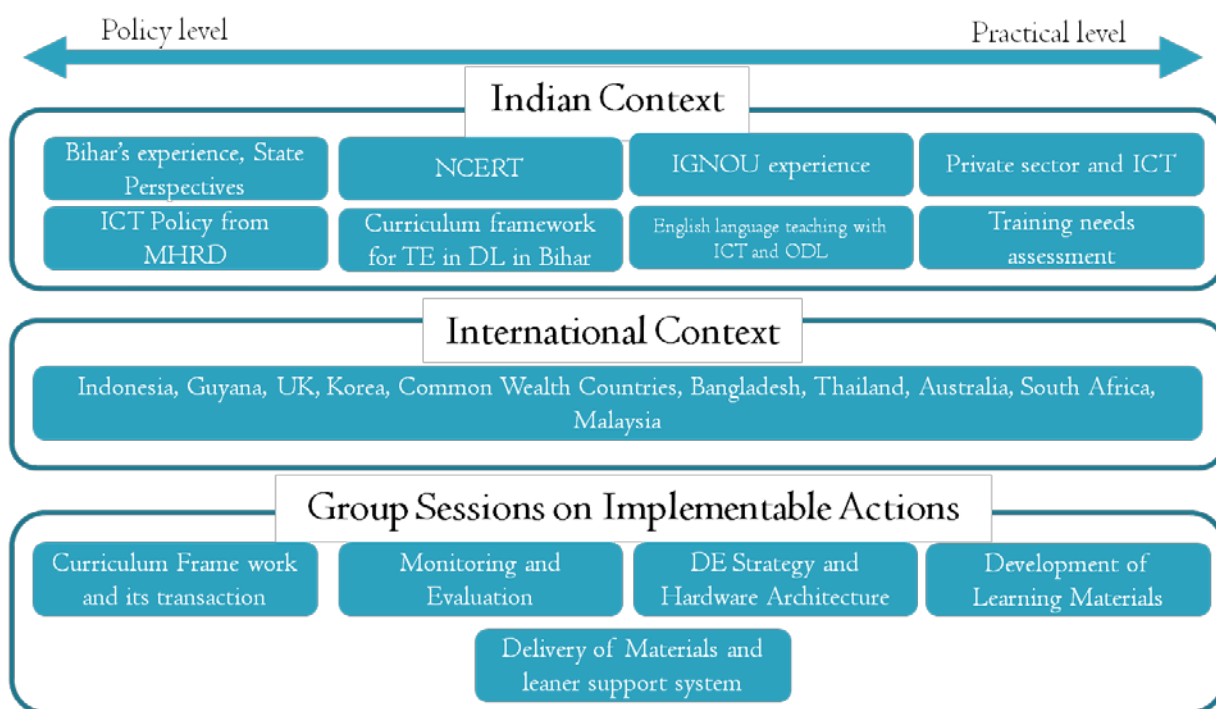 Policy level
Practical level
Indian Context
Bihar's experience, State
Perspectives
NCERT
IGNOU experience
Private sector and ICT
ICT Policy from
MHRD
Curriculum framework
for TE in DL in Bihar
English language teaching with
ICT and ODL
Training needs
assessment
International Context
Indonesia, Guyana, UK, Korea, Common Wealth Countries, Bangladesh, Thailand, Australia, South Africa,
Malaysia
Group Sessions on Implementable Actions
Curriculum Frame work
and its transaction
Monitoring and
Evaluation
DE Strategy and
Hardware Architecture
Development of
Learning Materials
Delivery of Materials and
leaner support system